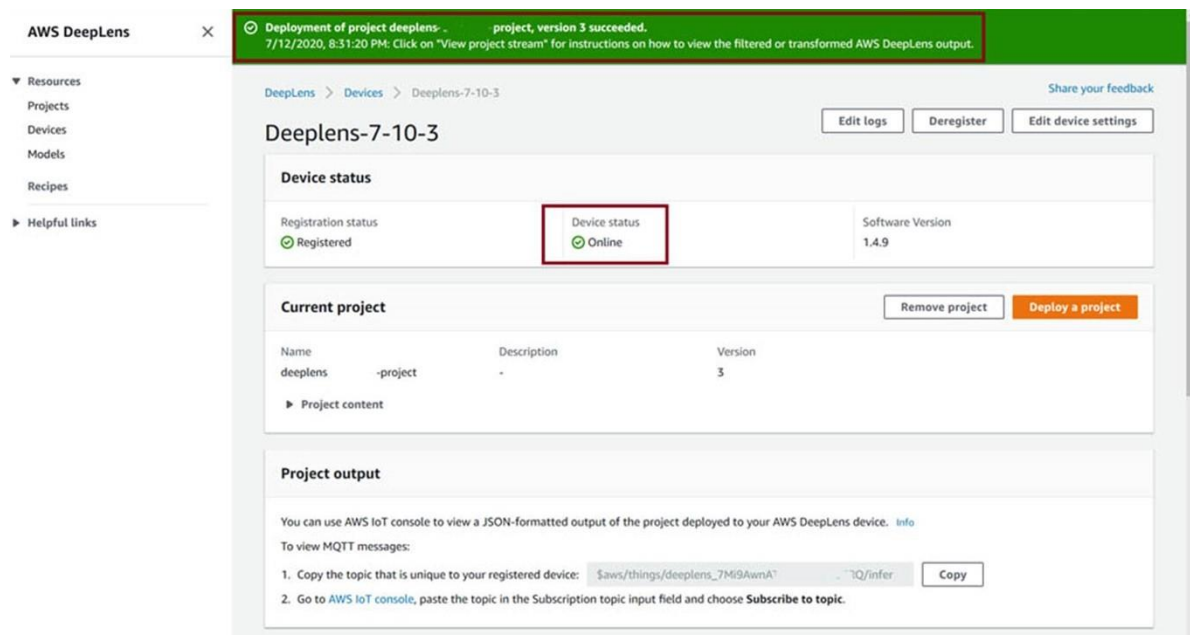 AWS DeepLens
Resources
Projects
Devices
Models
Recipes
Helpful links
Deployment of project deeplens- -project, version 3 succeeded.
7/12/2020, 8:31:20 PM: Click on "View project stream" for instructions on how to view the filtered or transformed AWS DeepLens output.
DeepLens > Devices > Deeplens-7-10-3
Share your feedback
Deeplens-7-10-3
Edit logs Deregister Edit device settings
Device status
Registration status Device status Software Version
Registered Online 1.4.9
Current project Remove project Deploy a project
Name Description Version
deeplens -project - 3
Project content
Project output
You can use AWS IoT console to view a JSON-formatted output of the project deployed to your AWS DeepLens device. Info
To view MQTT messages:
1. Copy the topic that is unique to your registered device: $aws/things/deeplens_7Mi9AwnA Q/infer Copy
2. Go to AWS IoT console, paste the topic in the Subscription topic input field and choose Subscribe to topic.